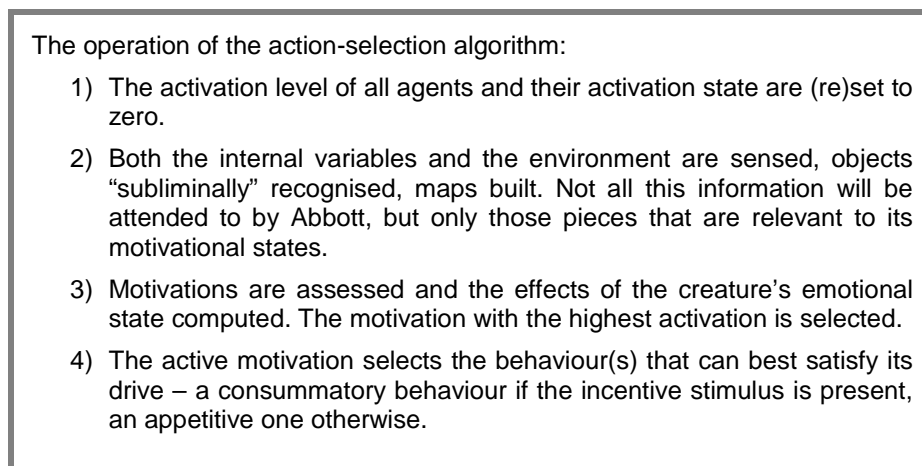 The operation of the action-selection algorithm:
1) The activation level of all agents and their activation state are (re)set to
zero.
2) Both the internal variables and the environment are sensed, objects
“subliminally” recognised, maps built. Not all this information will be
attended to by Abbott, but only those pieces that are relevant to its
motivational states.
3) Motivations are assessed and the effects of the creature’s emotional
state computed. The motivation with the highest activation is selected.
4) The active motivation selects the behaviour(s) that can best satisfy its
drive – a consummatory behaviour if the incentive stimulus is present,
an appetitive one otherwise.